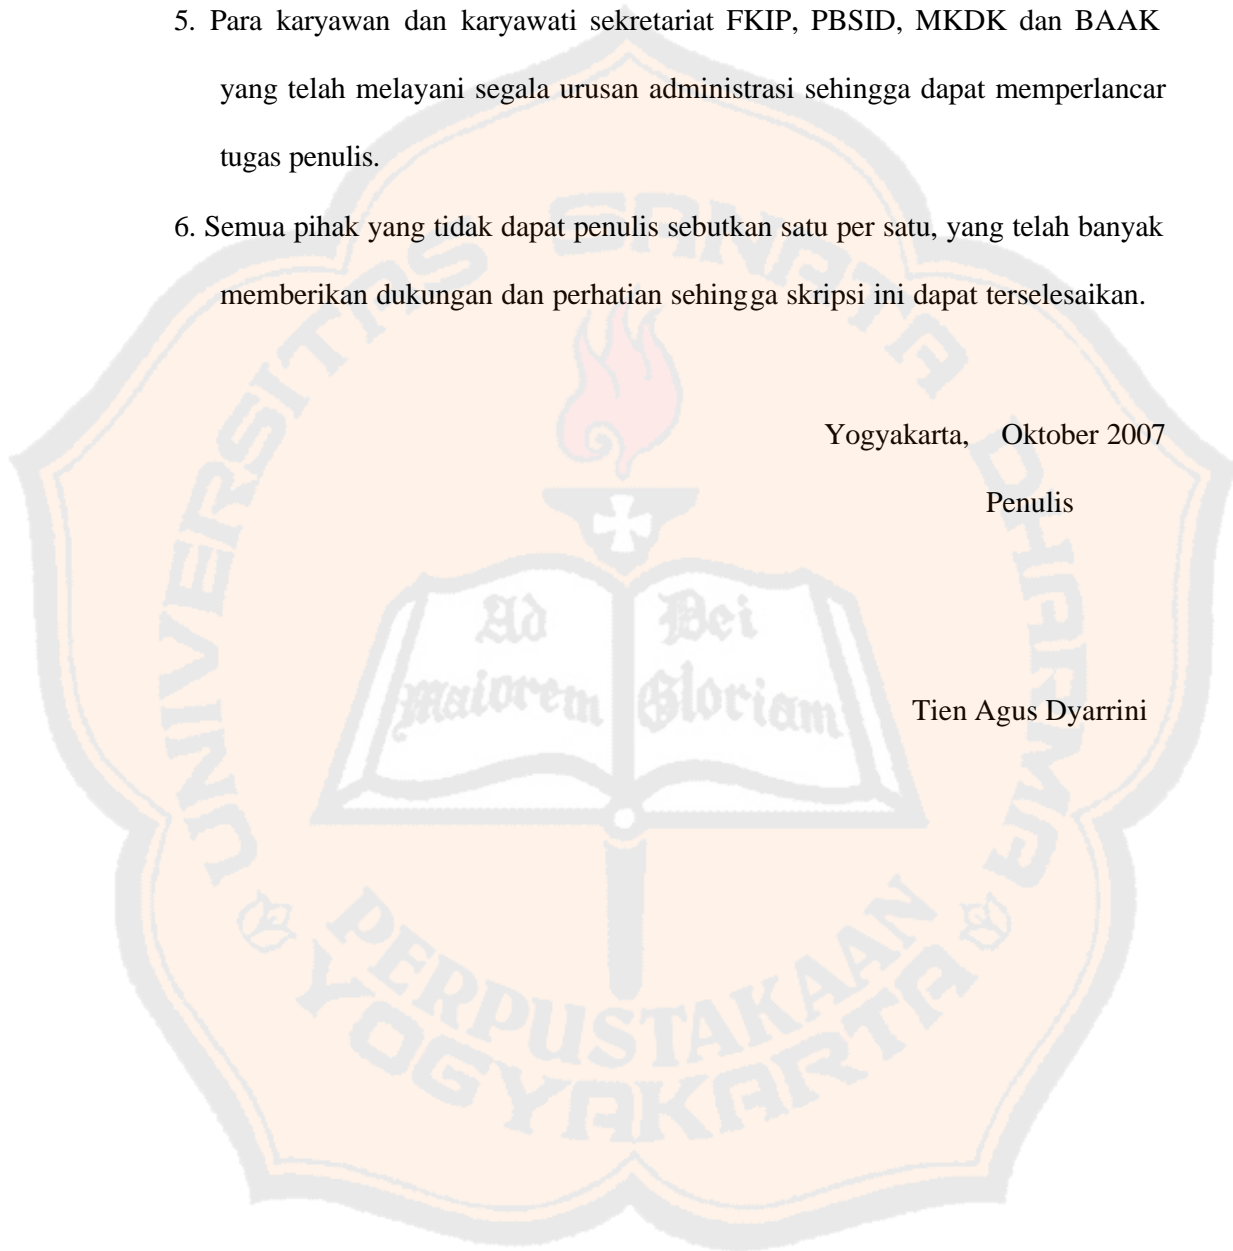 5. Para karyawan dan karyawati sekretariat FKIP, PBSID, MKDK dan BAAK
yang telah melayani segala urusan administrasi sehingga dapat memperlancar
tugas penulis.
6. Semua pihak yang tidak dapat penulis sebutkan satu per satu, yang telah banyak
memberikan dukungan dan perhatian sehingga skripsi ini dapat terselesaikan.
Yogyakarta, Oktober 2007
Penulis
Tien Agus Dyarrini
UNIVERSITAS SANATA DHARMA
Ad
Maiorem
Dei
Gloriam
PERPUSTAKAAN
YOGYAKARTA